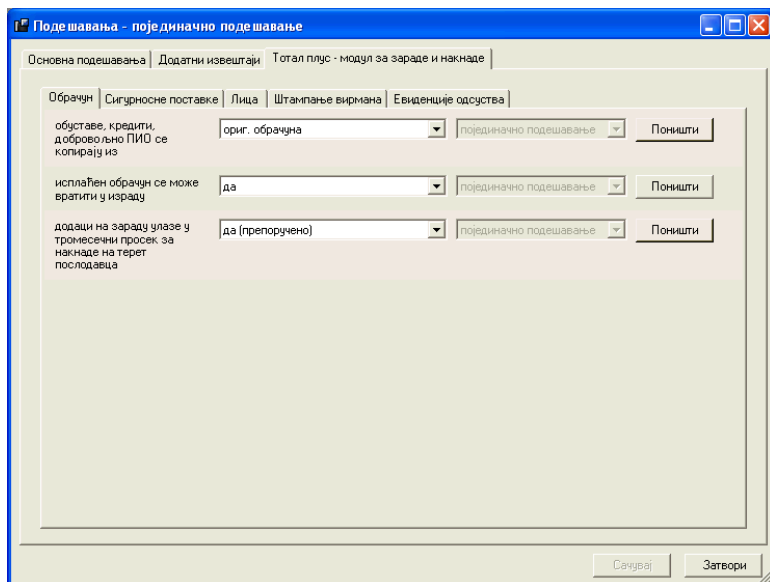 Подешавања - појединачно подешавање
Основна подешавања Додатни извештаји Тотал плус - модул за зараде и накнаде
Обрачун Сигурносне поставке Лица Штампање вирмана Евиденције одсуства
обуставе, кредити,
добровољно ПИО се
копирају из
ориг. обрачуна појединачно подешавање Поништи
исплаћен обрачун се може
вратити у израду
да појединачно подешавање Поништи
додаци на зараду улазе у
тромесечни просек за
накнаде на терет
послодавца
да (препоручено) појединачно подешавање Поништи
Сачувај Затвори